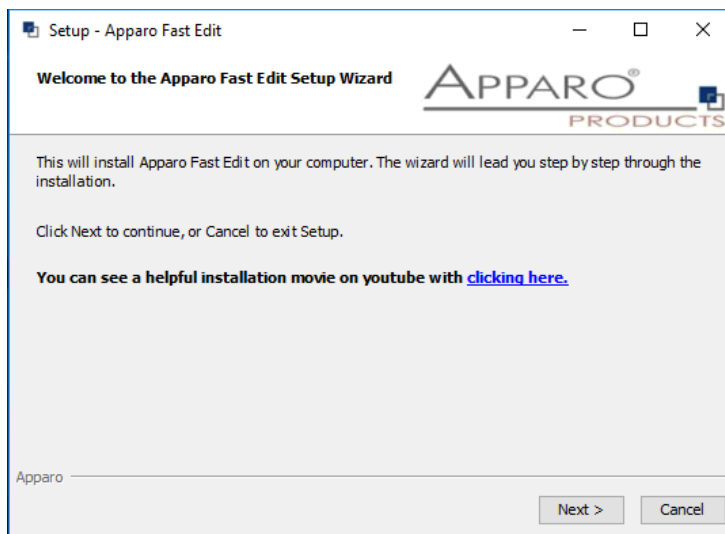 Setup - Apparo Fast Edit
Welcome to the Apparo Fast Edit Setup Wizard
APPARO®
PRODUCTS
This will install Apparo Fast Edit on your computer. The wizard will lead you step by step through the
installation.
Click Next to continue, or Cancel to exit Setup.
You can see a helpful installation movie on youtube with clicking here.
Apparo
Next >
Cancel